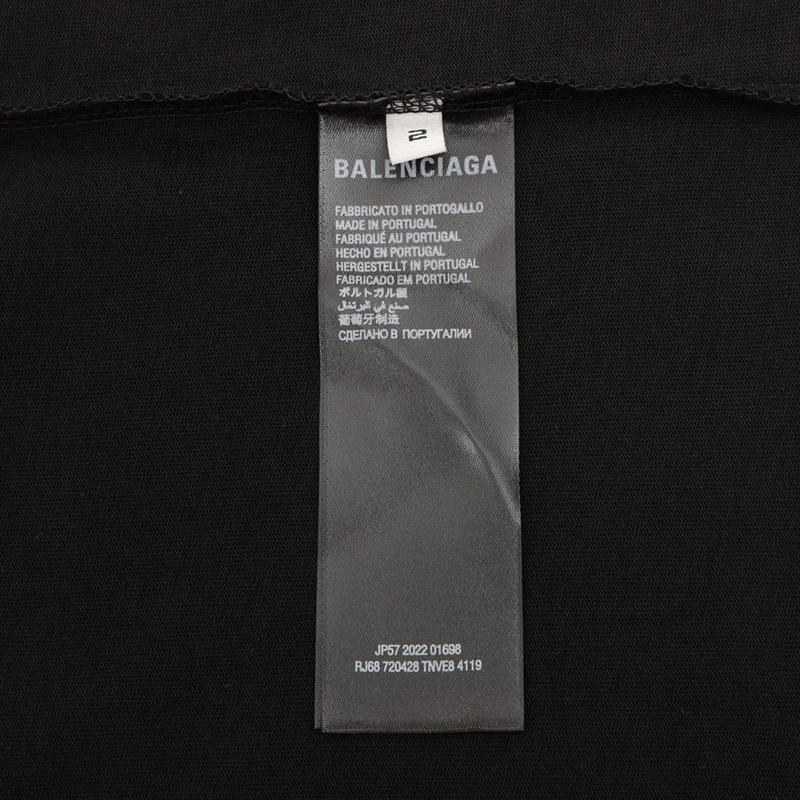 2
BALENCIAGA
FABBRICATO IN PORTOGALLO
MADE IN PORTUGAL
FABRIQUÉ AU PORTUGAL
HECHO EN PORTUGAL
HERGESTELLT IN PORTUGAL
FABRICADO EM PORTUGAL
ポルトガル製
صنع في البرتغال
葡萄牙制造
СДЕЛАНО В ПОРТУГАЛИИ
JP57 2022 01698
RJ68 720428 TNVE8 4119